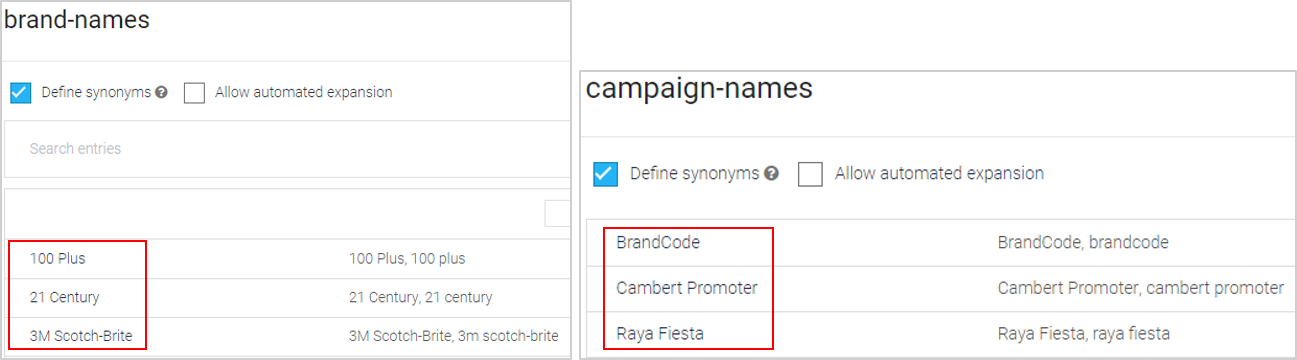 brand-names
Define synonyms ? Allow automated expansion
Search entries
100 Plus 100 Plus, 100 plus
21 Century 21 Century, 21 century
3M Scotch-Brite 3M Scotch-Brite, 3m scotch-brite
campaign-names
Define synonyms ? Allow automated expansion
BrandCode BrandCode, brandcode
Cambert Promoter Cambert Promoter, cambert promoter
Raya Fiesta Raya Fiesta, raya fiesta